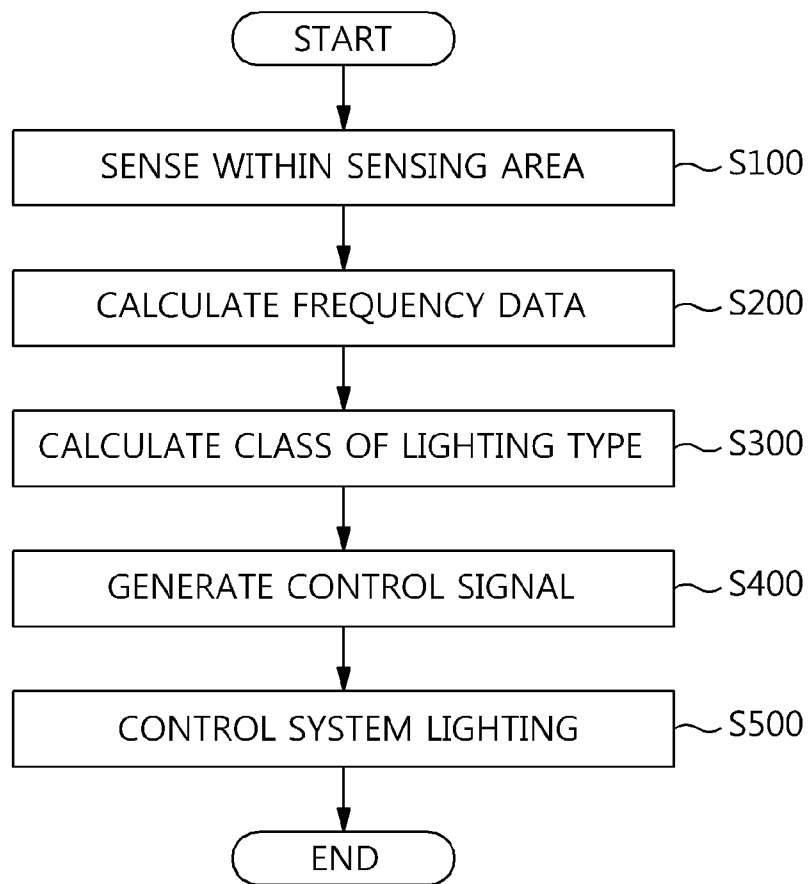 START
SENSE WITHIN SENSING AREA
S100
CALCULATE FREQUENCY DATA
S200
CALCULATE CLASS OF LIGHTING TYPE
S300
GENERATE CONTROL SIGNAL
S400
CONTROL SYSTEM LIGHTING
S500
END